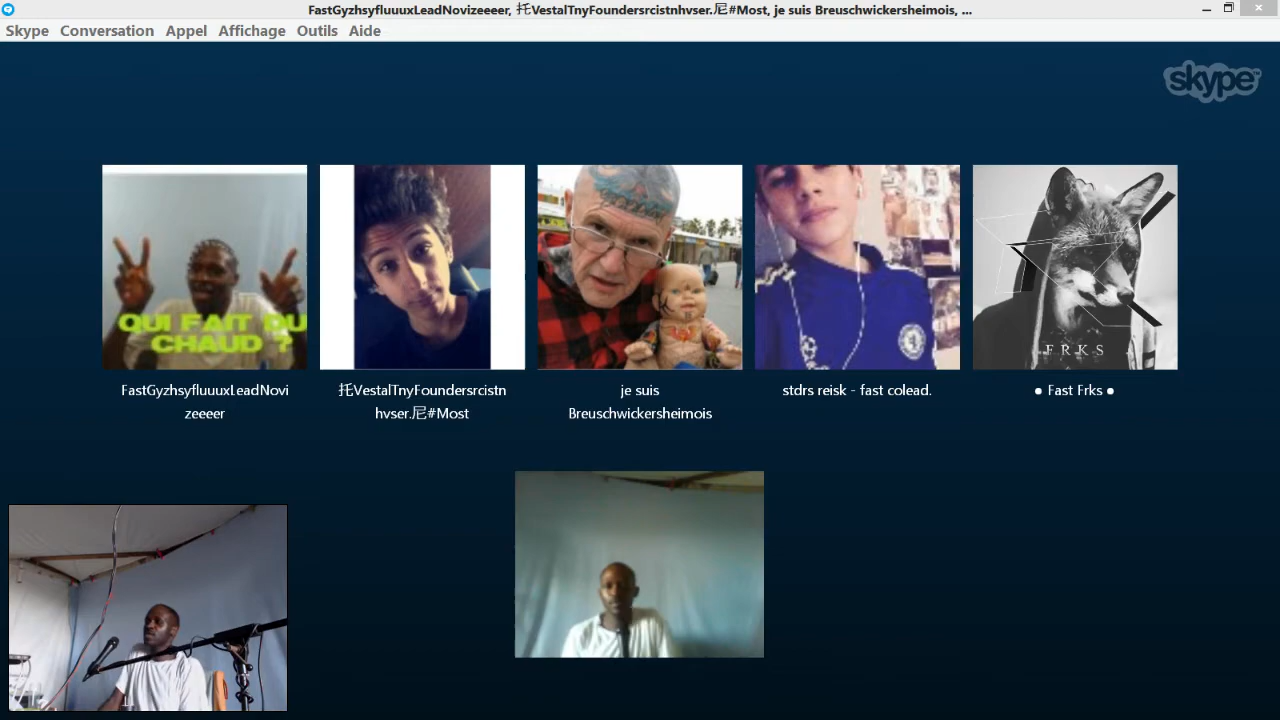 FastGyzhsyfluuuxLeadNovizeeeer, 托VestalTnyFoundersrcistnhvser.尼#Most, je suis Breuschwickersheimois, ...
Skype Conversation Appel Affichage Outils Aide
skype
QUI FAIT DU
CHAUD ?
FRKS
FastGyzhsyfluuuxLeadNovi
zeeeer
托VestalTnyFoundersrcistn
hvser.尼#Most
je suis
Breuschwickersheimois
stdrs reisk - fast colead.
● Fast Frks ●